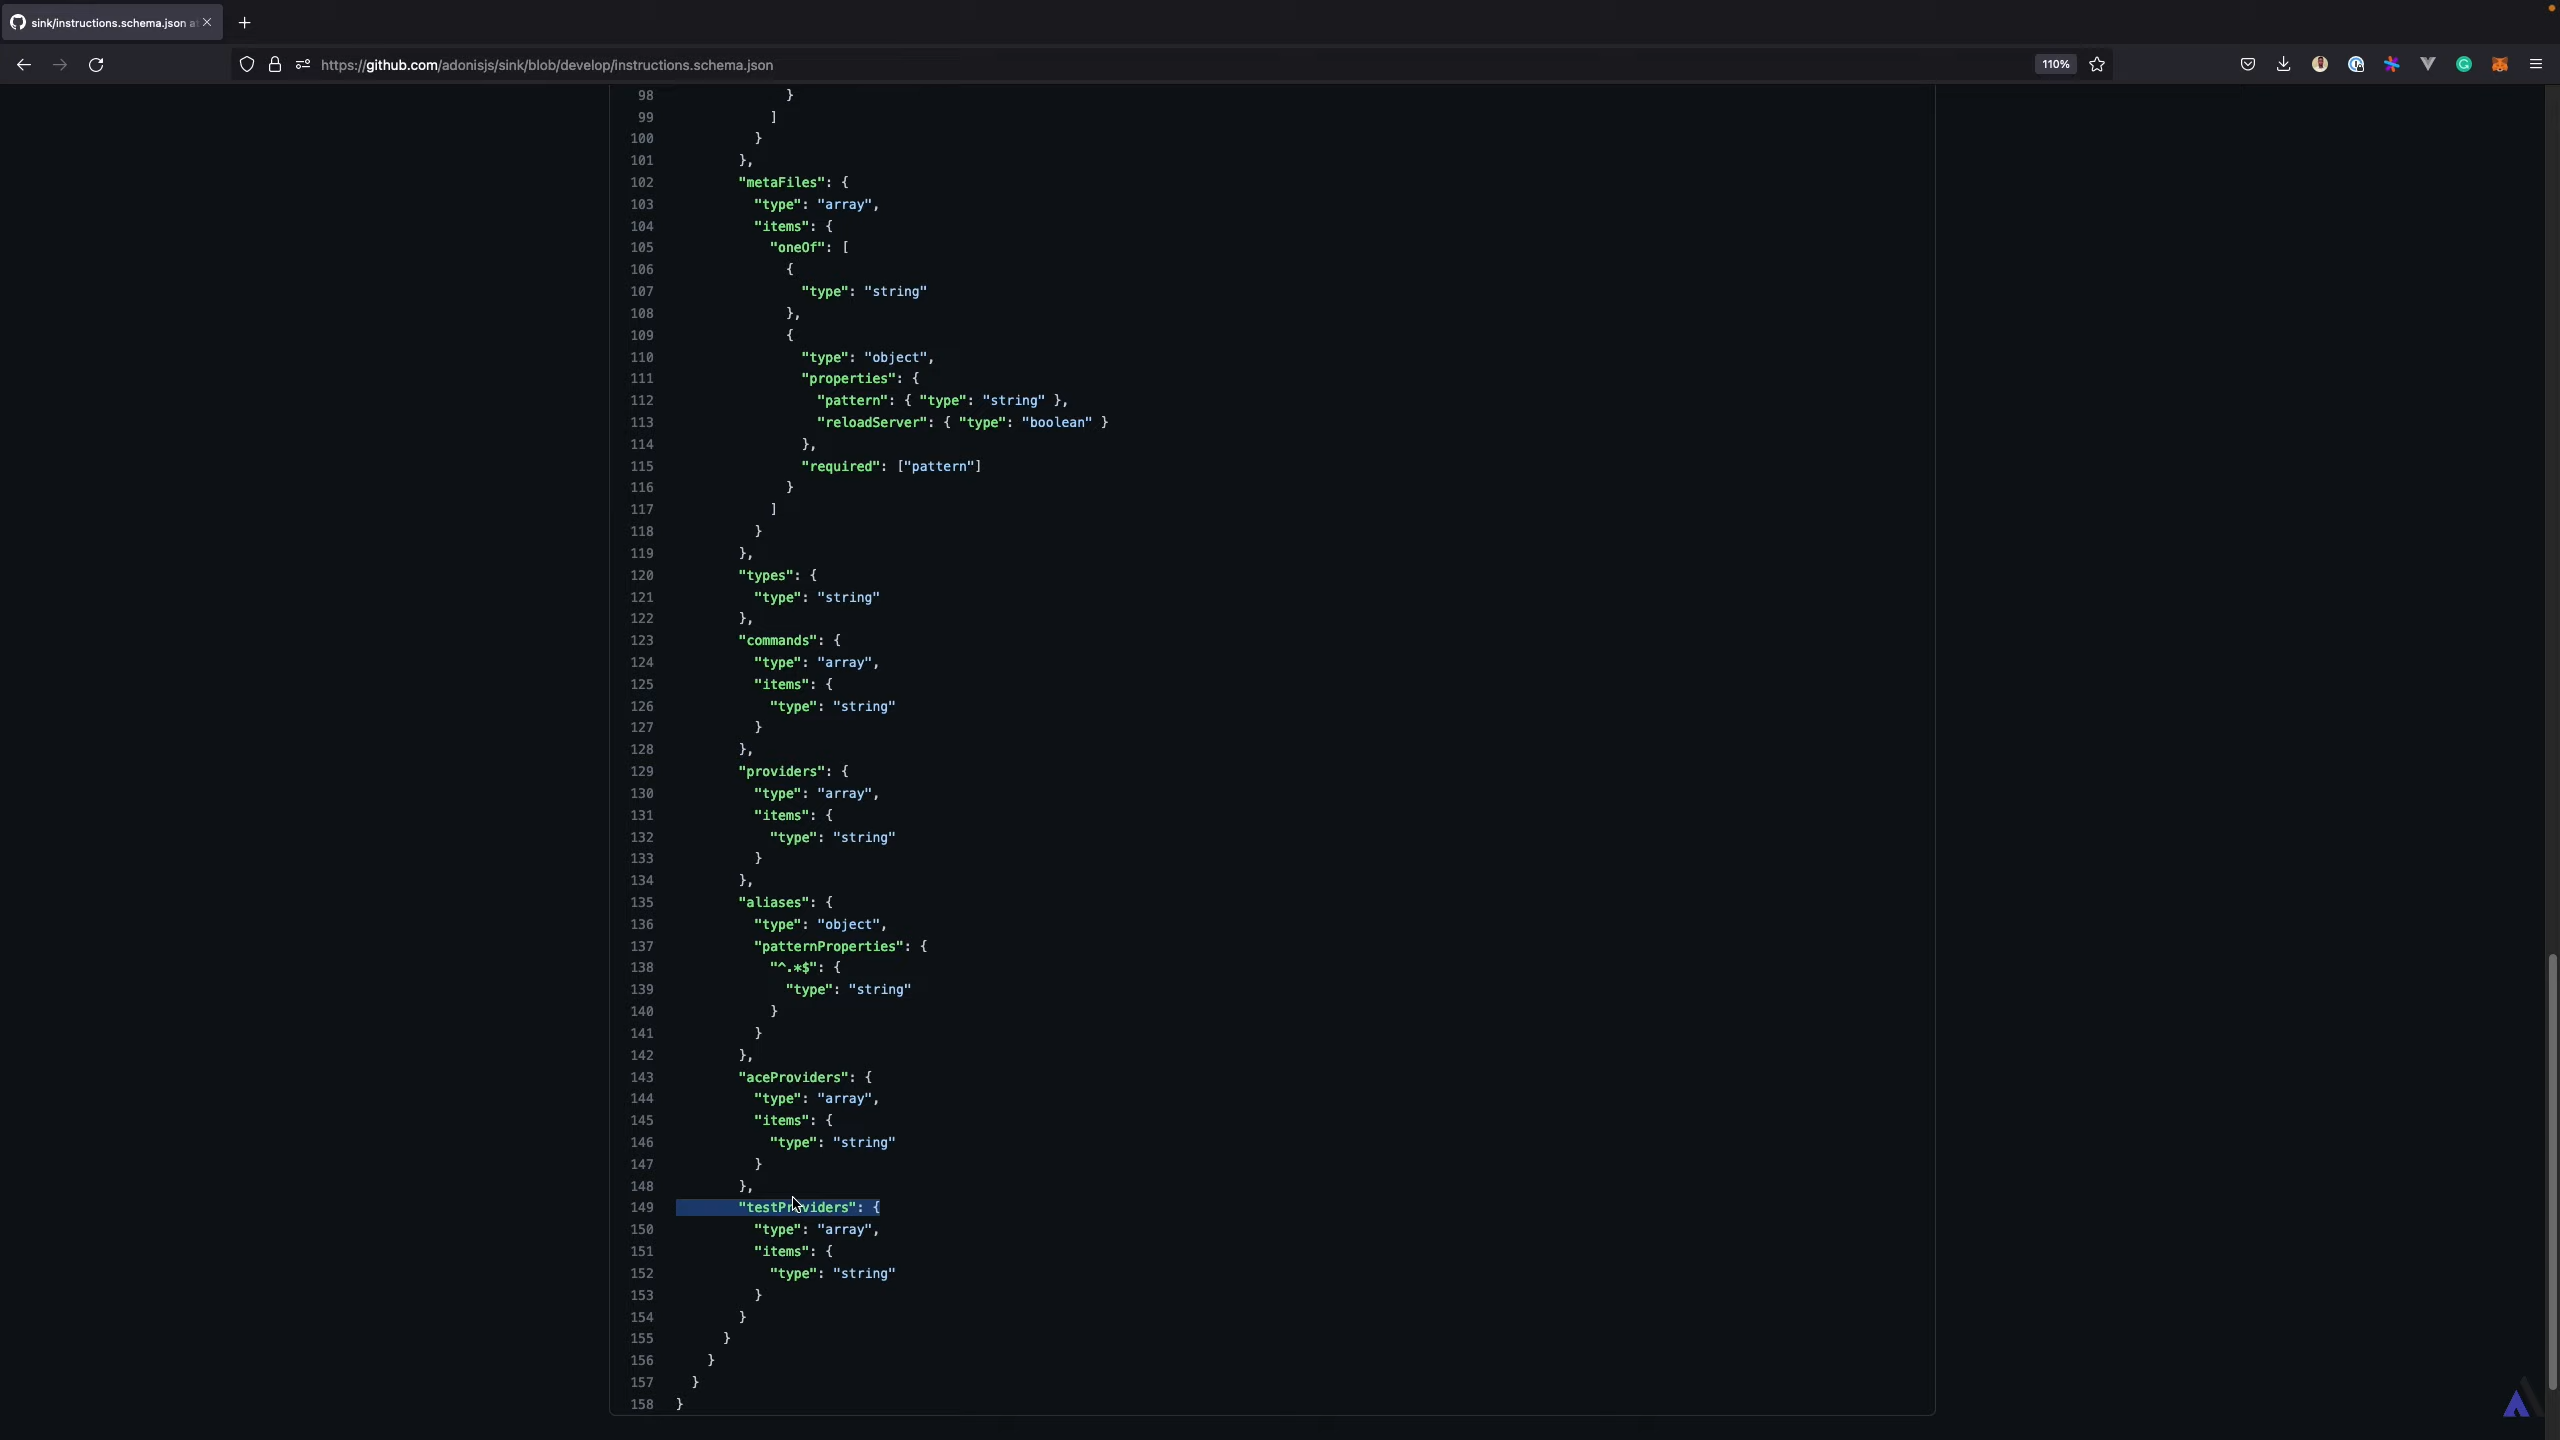 sink/instructions.schema.json a
https://github.com/adonisjs/sink/blob/develop/instructions.schema.json
110%
98 }
99 ]
100 }
101 },
102 "metaFiles": {
103 "type": "array",
104 "items": {
105 "oneOf": [
106 {
107 "type": "string"
108 },
109 {
110 "type": "object",
111 "properties": {
112 "pattern": { "type": "string" },
113 "reloadServer": { "type": "boolean" }
114 },
115 "required": ["pattern"]
116 }
117 ]
118 }
119 },
120 "types": {
121 "type": "string"
122 },
123 "commands": {
124 "type": "array",
125 "items": {
126 "type": "string"
127 }
128 },
129 "providers": {
130 "type": "array",
131 "items": {
132 "type": "string"
133 }
134 },
135 "aliases": {
136 "type": "object",
137 "patternProperties": {
138 "^.*$": {
139 "type": "string"
140 }
141 }
142 },
143 "aceProviders": {
144 "type": "array",
145 "items": {
146 "type": "string"
147 }
148 },
149 "testProviders": {
150 "type": "array",
151 "items": {
152 "type": "string"
153 }
154 }
155 }
156 }
157 }
158 }